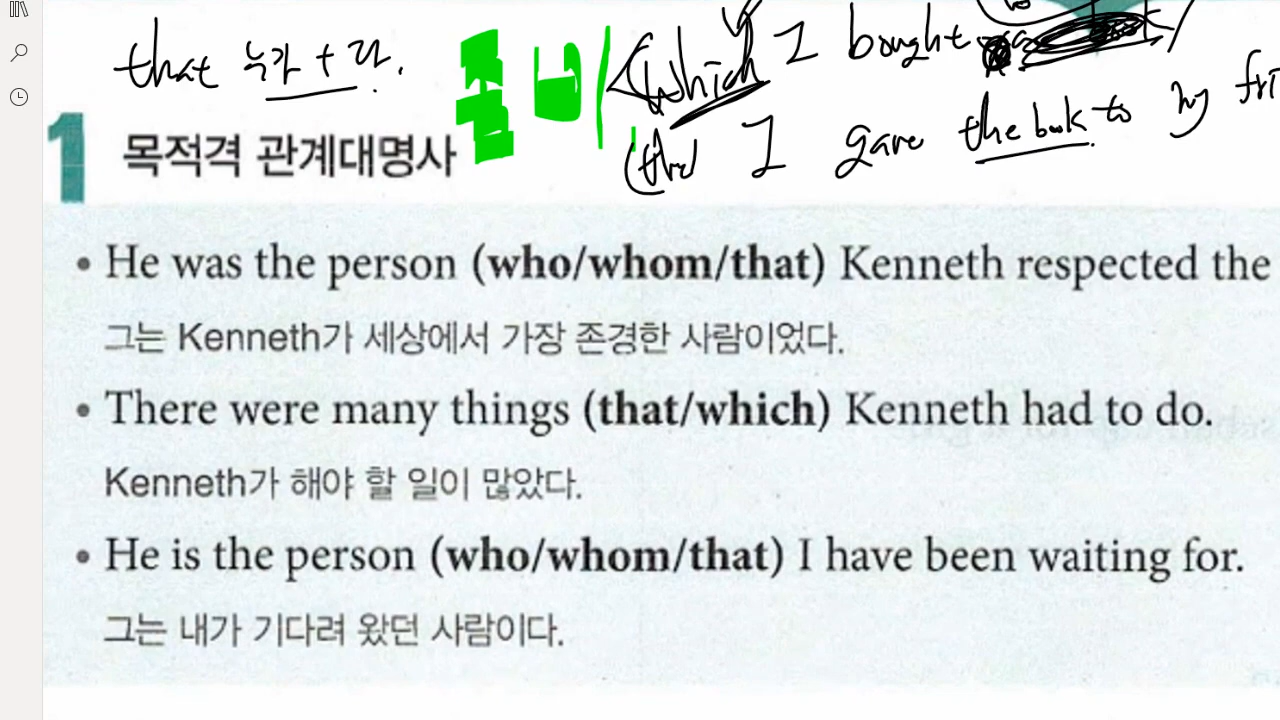 that 누가 + 다.
(which I bought
(that I gave the book to my fri
1 목적격 관계대명사
• He was the person (who/whom/that) Kenneth respected the
그는 Kenneth가 세상에서 가장 존경한 사람이었다.
• There were many things (that/which) Kenneth had to do.
Kenneth가 해야 할 일이 많았다.
• He is the person (who/whom/that) I have been waiting for.
그는 내가 기다려 왔던 사람이다.